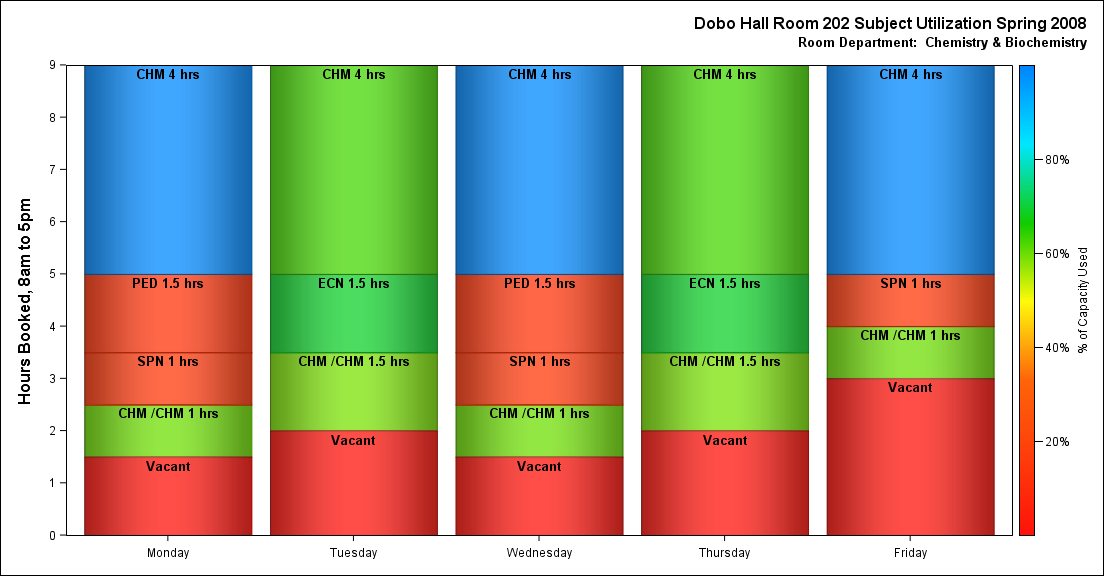 Dobo Hall Room 202 Subject Utilization Spring 2008
Room Department:  Chemistry & Biochemistry
Hours Booked, 8am to 5pm
9
8
7
6
5
4
3
2
1
0
CHM 4 hrs
PED 1.5 hrs
SPN 1 hrs
CHM /CHM 1 hrs
Vacant
Monday
CHM 4 hrs
ECN 1.5 hrs
CHM /CHM 1.5 hrs
Vacant
Tuesday
CHM 4 hrs
PED 1.5 hrs
SPN 1 hrs
CHM /CHM 1 hrs
Vacant
Wednesday
CHM 4 hrs
ECN 1.5 hrs
CHM /CHM 1.5 hrs
Vacant
Thursday
CHM 4 hrs
SPN 1 hrs
CHM /CHM 1 hrs
Vacant
Friday
80%
60%
40%
20%
% of Capacity Used